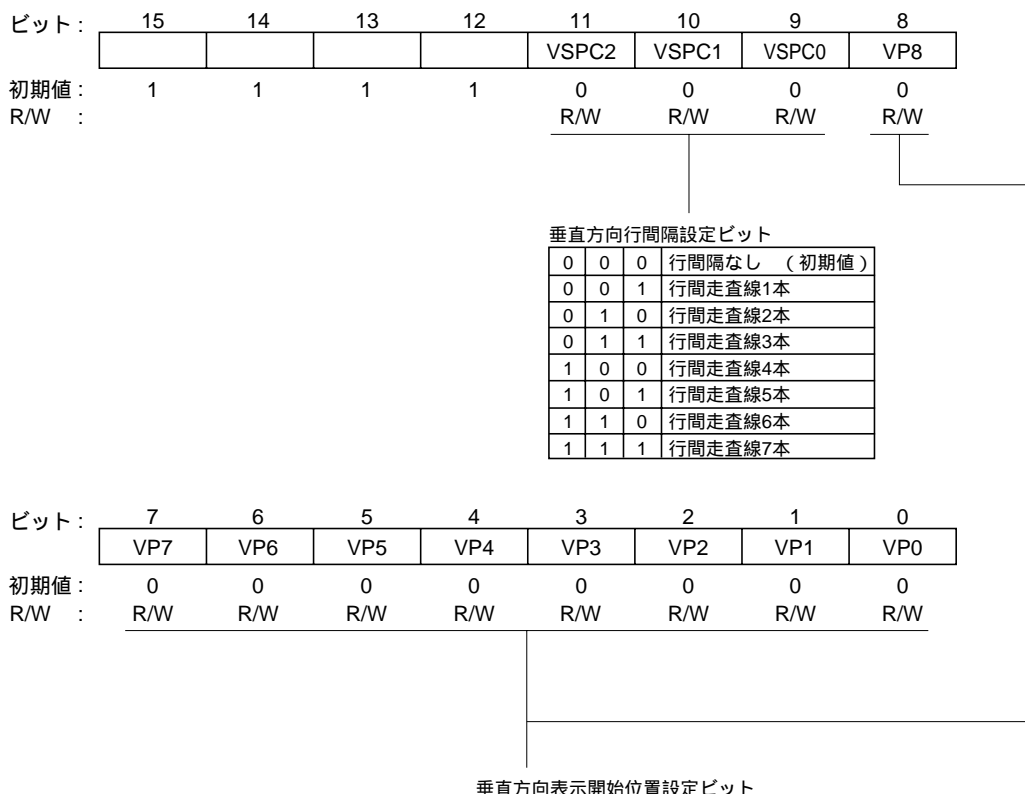 ビット : 15 14 13 12 11 10 9 8
VSPC2 VSPC1 VSPC0 VP8
初期値 : 1 1 1 1 0 0 0 0
R/W : R/W R/W R/W R/W
垂直方向行間隔設定ビット
0 0 0 行間隔なし （初期値）
0 0 1 行間走査線1本
0 1 0 行間走査線2本
0 1 1 行間走査線3本
1 0 0 行間走査線4本
1 0 1 行間走査線5本
1 1 0 行間走査線6本
1 1 1 行間走査線7本
ビット : 7 6 5 4 3 2 1 0
VP7 VP6 VP5 VP4 VP3 VP2 VP1 VP0
初期値 : 0 0 0 0 0 0 0 0
R/W : R/W R/W R/W R/W R/W R/W R/W R/W
垂直方向表示開始位置設定ビット